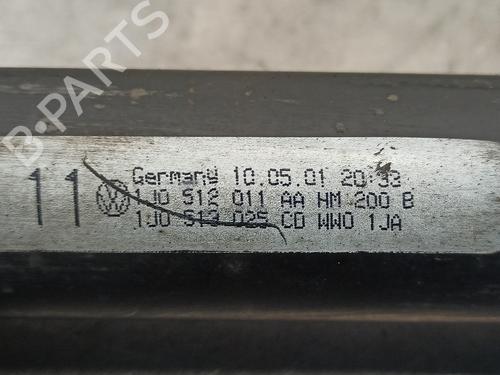 B-PARTS
11 Germany 10.05.01 20:33
1J0 512 011 AA HM 200 B
1J0 513 025 CD WW0 1JA